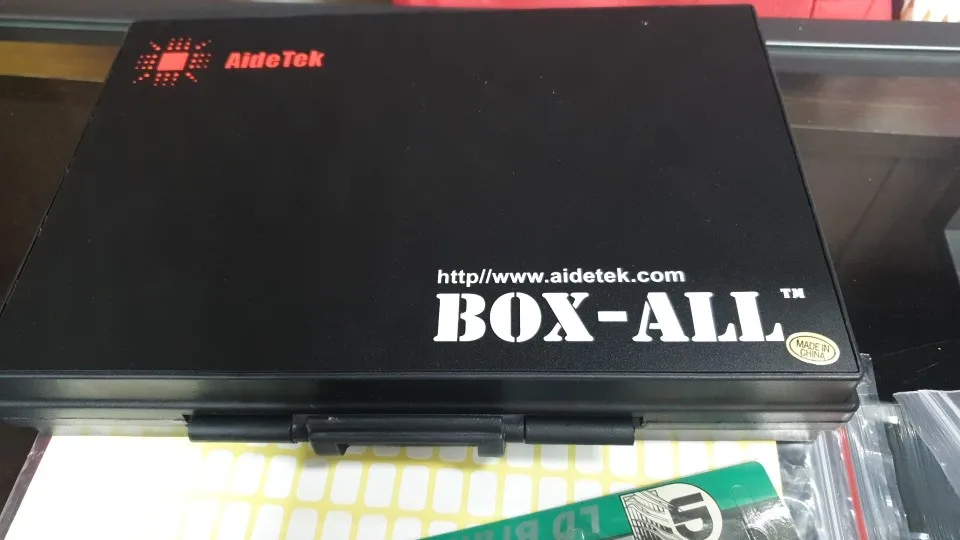 AideTek
http//www.aidetek.com
BOX-ALL™
MADE IN
CHINA